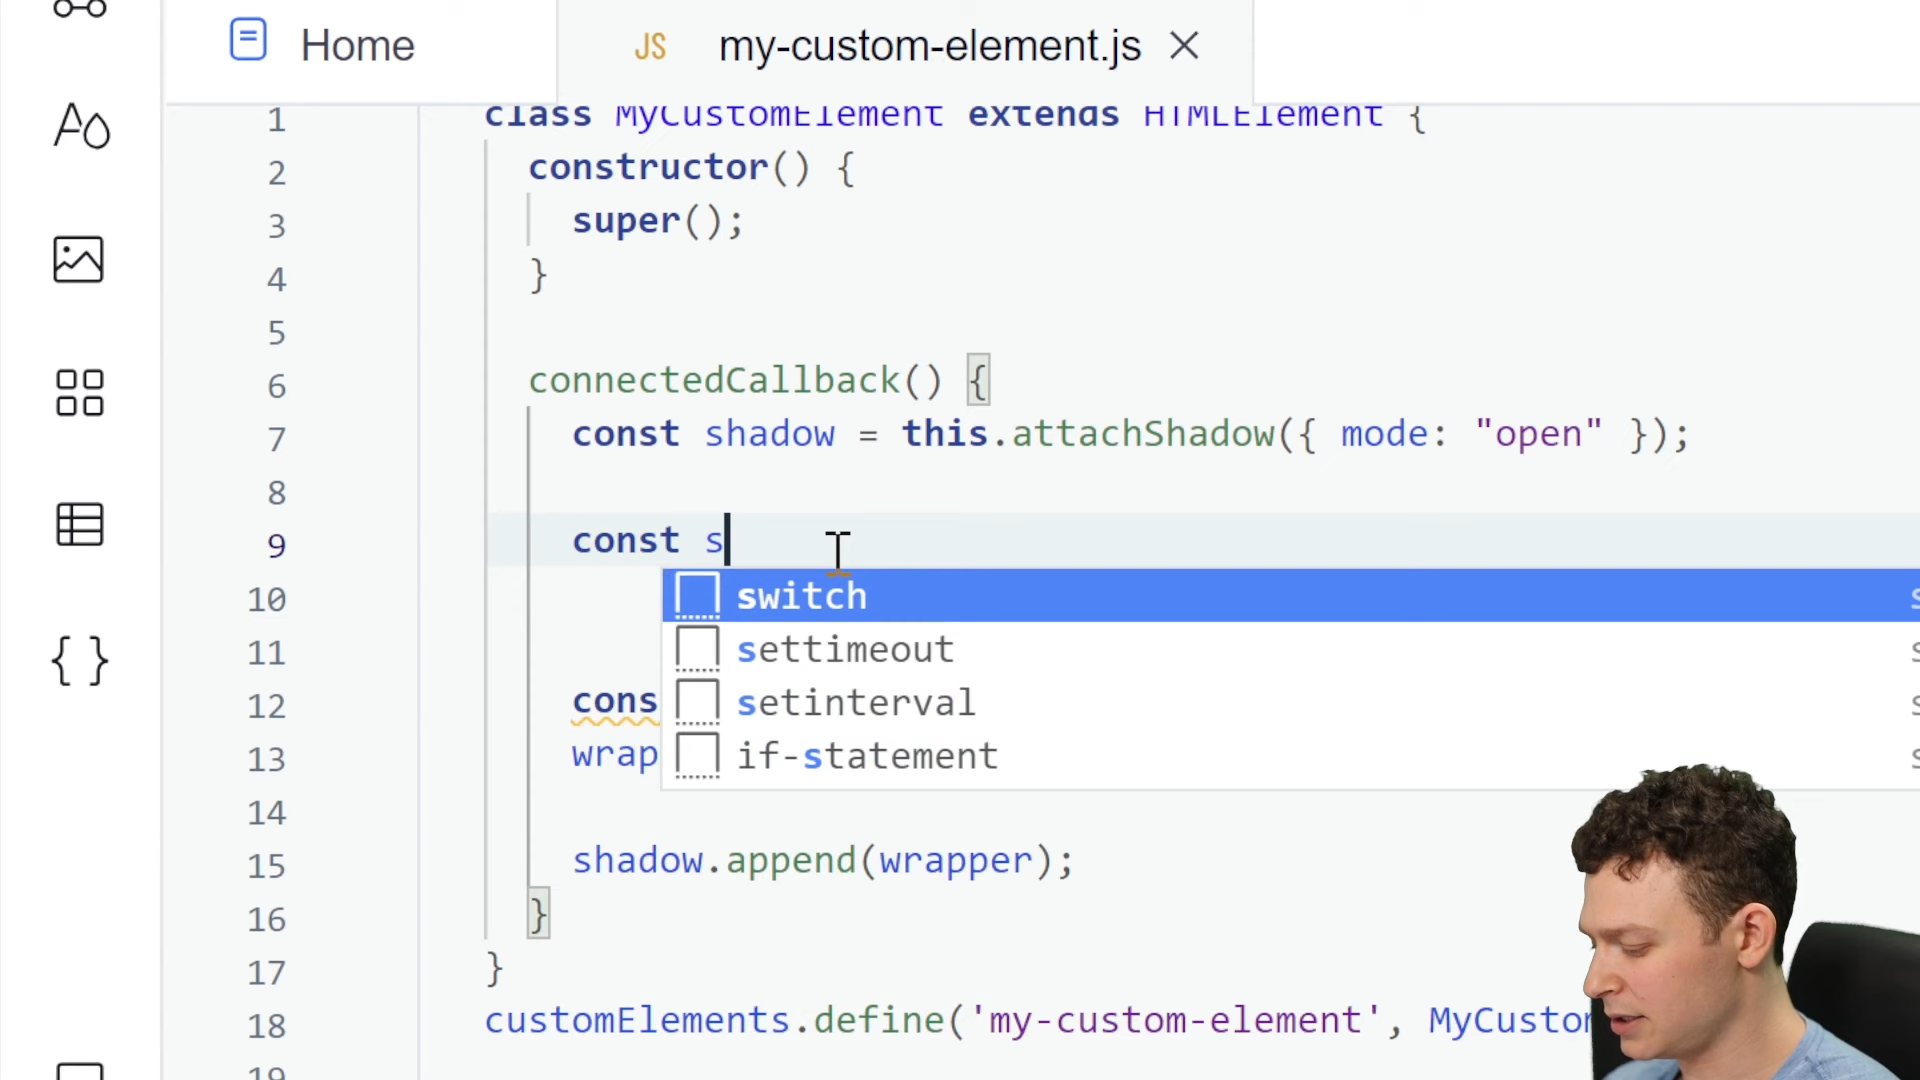 Home
JS my-custom-element.js
1 class MyCustomElement extends HTMLElement {
2 constructor() {
3 super();
4 }
5
6 connectedCallback() {
7 const shadow = this.attachShadow({ mode: "open" });
8
9 const s
10 switch
11 settimeout
12 cons setinterval
13 wrap if-statement
14
15 shadow.append(wrapper);
16 }
17 }
18 customElements.define('my-custom-element', MyCustom
19